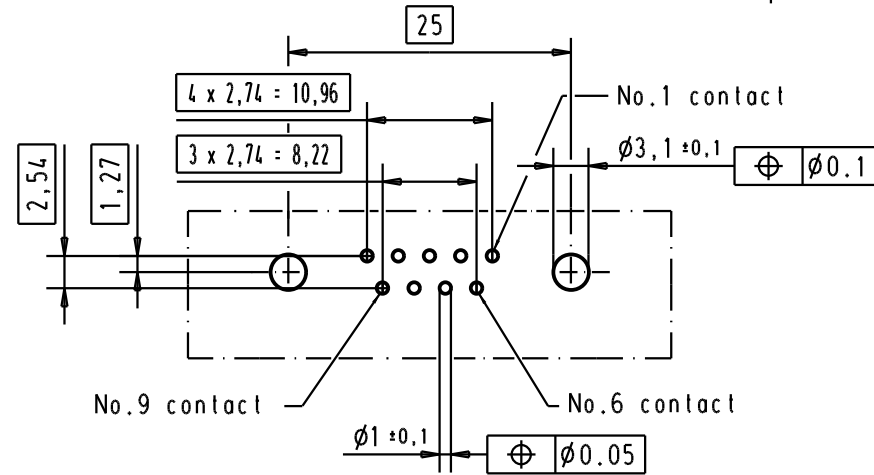 25
4 x 2,74 = 10,96
No.1 contact
3 x 2,74 = 8,22
Ø3,1 ±0,1
⌖ Ø0.1
2,54
1,27
No.9 contact
No.6 contact
Ø1 ±0,1
⌖ Ø0.05